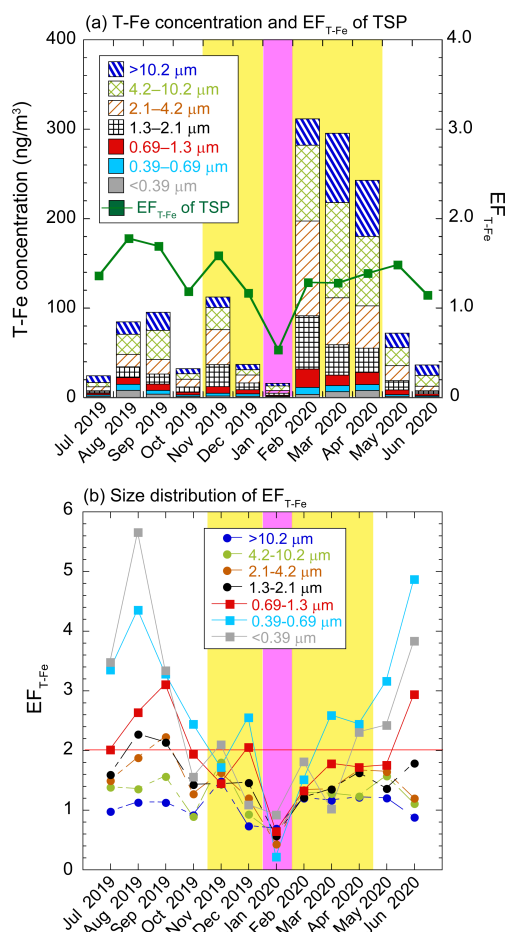 (a) T-Fe concentration and EF_T-Fe of TSP
400
300
200
100
0
4.0
3.0
2.0
1.0
0
T-Fe concentration (ng/m³)
EF_T-Fe
>10.2 μm
4.2–10.2 μm
2.1–4.2 μm
1.3–2.1 μm
0.69–1.3 μm
0.39–0.69 μm
<0.39 μm
EF_T-Fe of TSP
Jul 2019
Aug 2019
Sep 2019
Oct 2019
Nov 2019
Dec 2019
Jan 2020
Feb 2020
Mar 2020
Apr 2020
May 2020
Jun 2020
(b) Size distribution of EF_T-Fe
6
5
4
3
2
1
0
EF_T-Fe
>10.2 μm
4.2-10.2 μm
2.1-4.2 μm
1.3-2.1 μm
0.69-1.3 μm
0.39-0.69 μm
<0.39 μm
Jul 2019
Aug 2019
Sep 2019
Oct 2019
Nov 2019
Dec 2019
Jan 2020
Feb 2020
Mar 2020
Apr 2020
May 2020
Jun 2020